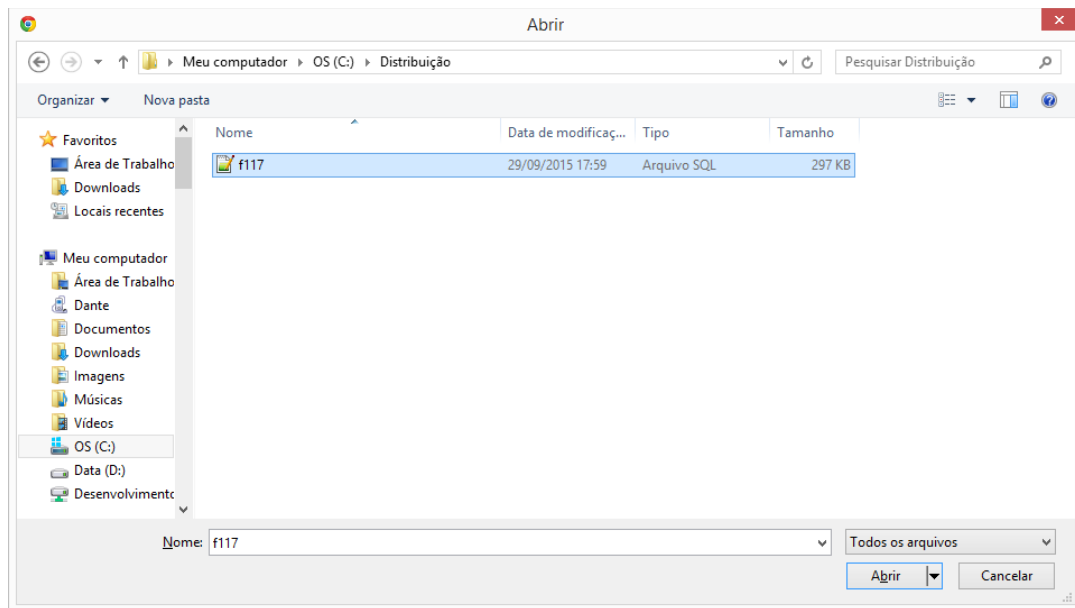 Abrir
Meu computador OS (C:) Distribuição Pesquisar Distribuição
Organizar Nova pasta
Nome Data de modificaç... Tipo Tamanho
f117 29/09/2015 17:59 Arquivo SQL 297 KB
Favoritos
Área de Trabalho
Downloads
Locais recentes
Meu computador
Área de Trabalho
Dante
Documentos
Downloads
Imagens
Músicas
Vídeos
OS (C:)
Data (D:)
Desenvolvimento
Nome: f117 Todos os arquivos
Abrir Cancelar